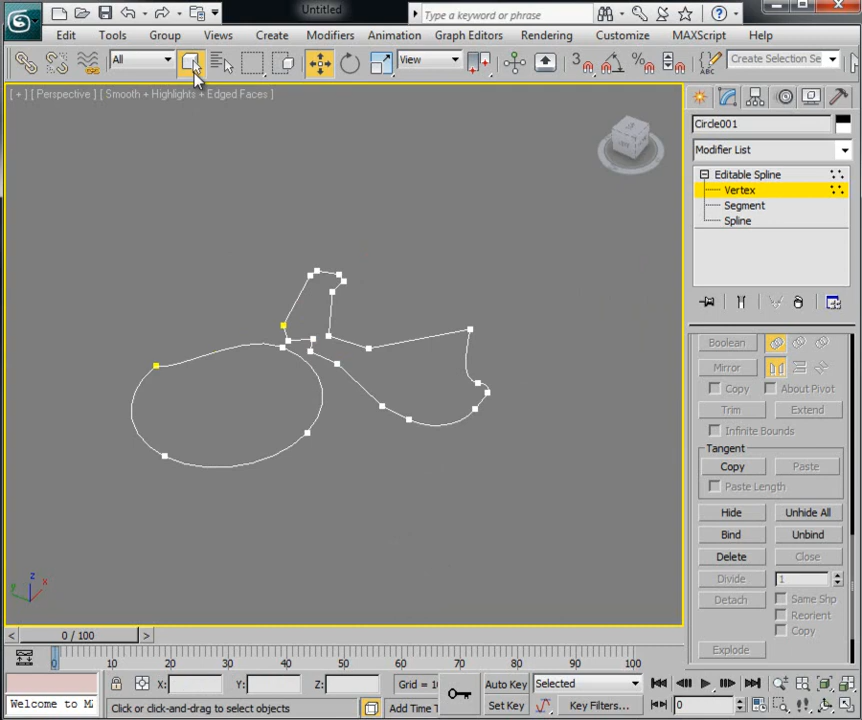 Untitled
Type a keyword or phrase
Edit Tools Group Views Create Modifiers Animation Graph Editors Rendering Customize MAXScript Help
All View 3 Create Selection Se
[ + ] [ Perspective ] [ Smooth + Highlights + Edged Faces ]
Circle001
Modifier List
Editable Spline
Vertex
Segment
Spline
Boolean
Mirror
Copy About Pivot
Trim Extend
Infinite Bounds
Tangent
Copy Paste
Paste Length
Hide Unhide All
Bind Unbind
Delete Close
Divide 1
Detach Same Shp
Reorient
Copy
Explode
z
x
y
< 0 / 100 >
0 10 20 30 40 50 60 70 80 90 100
X: Y: Z: Grid = 10 Auto Key Selected
Welcome to M Click or click-and-drag to select objects Add Time T Set Key Key Filters... 0